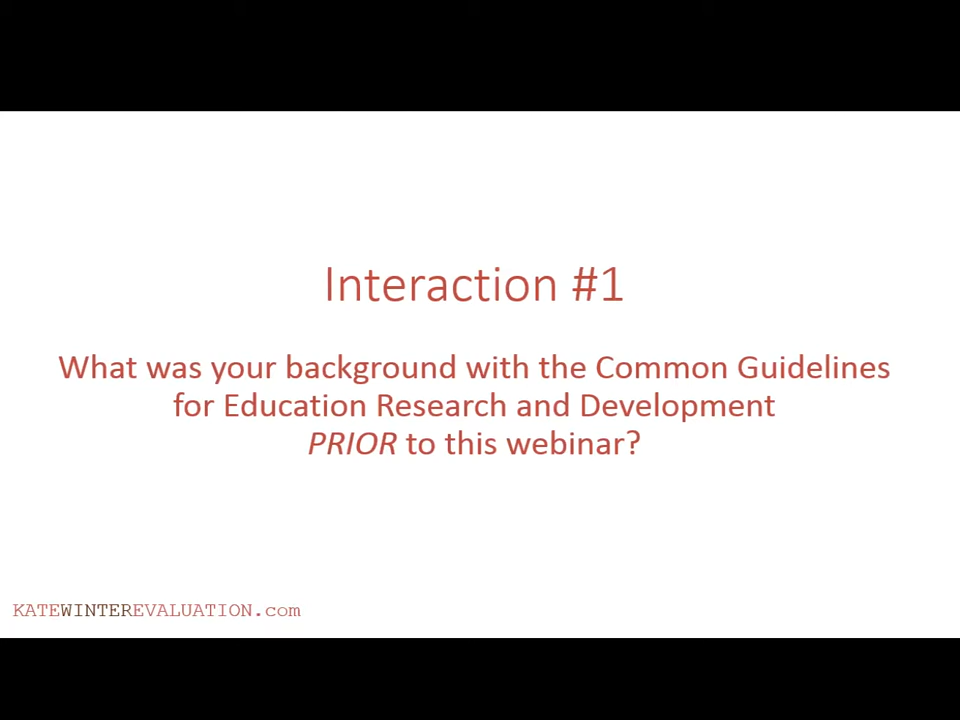 Interaction #1
What was your background with the Common Guidelines
for Education Research and Development
PRIOR to this webinar?
KATEWINTEREVALUATION.com